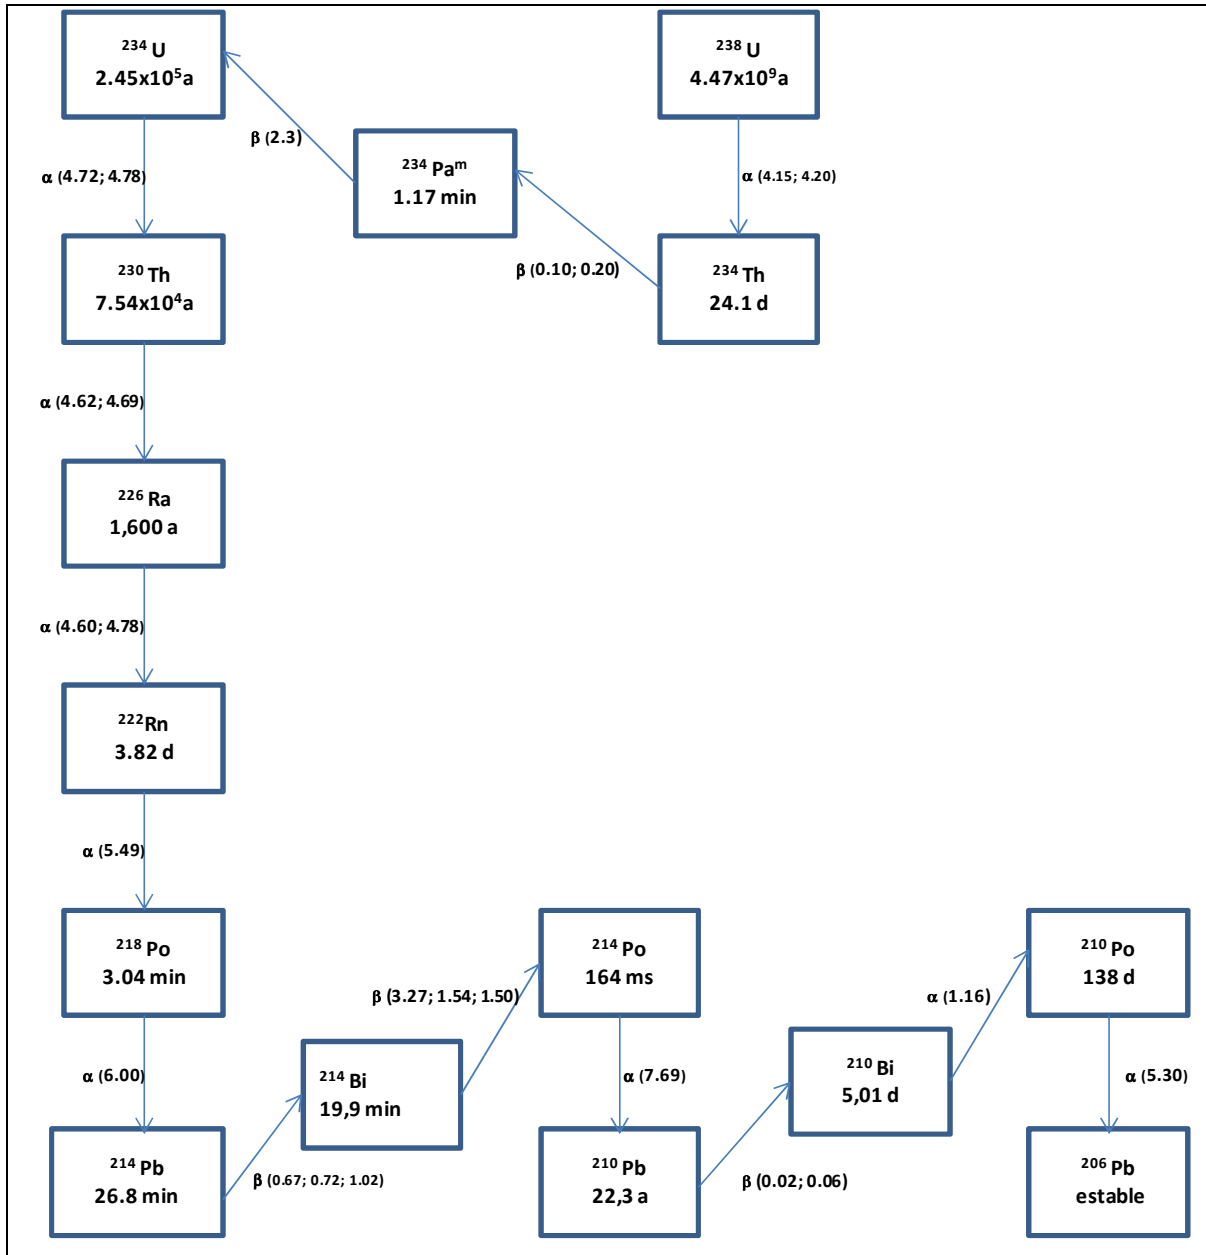 ²³⁴ U
2.45x10⁵a
²³⁸ U
4.47x10⁹a
β (2.3)
²³⁴ Paᵐ
1.17 min
α (4.72; 4.78)
α (4.15; 4.20)
²³⁰ Th
7.54x10⁴a
β (0.10; 0.20)
²³⁴ Th
24.1 d
α (4.62; 4.69)
²²⁶ Ra
1,600 a
α (4.60; 4.78)
²²²Rn
3.82 d
α (5.49)
²¹⁸ Po
3.04 min
β (3.27; 1.54; 1.50)
²¹⁴ Po
164 ms
α (1.16)
²¹⁰ Po
138 d
α (6.00)
²¹⁴ Bi
19,9 min
α (7.69)
²¹⁰ Bi
5,01 d
α (5.30)
²¹⁴ Pb
26.8 min
β (0.67; 0.72; 1.02)
²¹⁰ Pb
22,3 a
β (0.02; 0.06)
²⁰⁶ Pb
estable